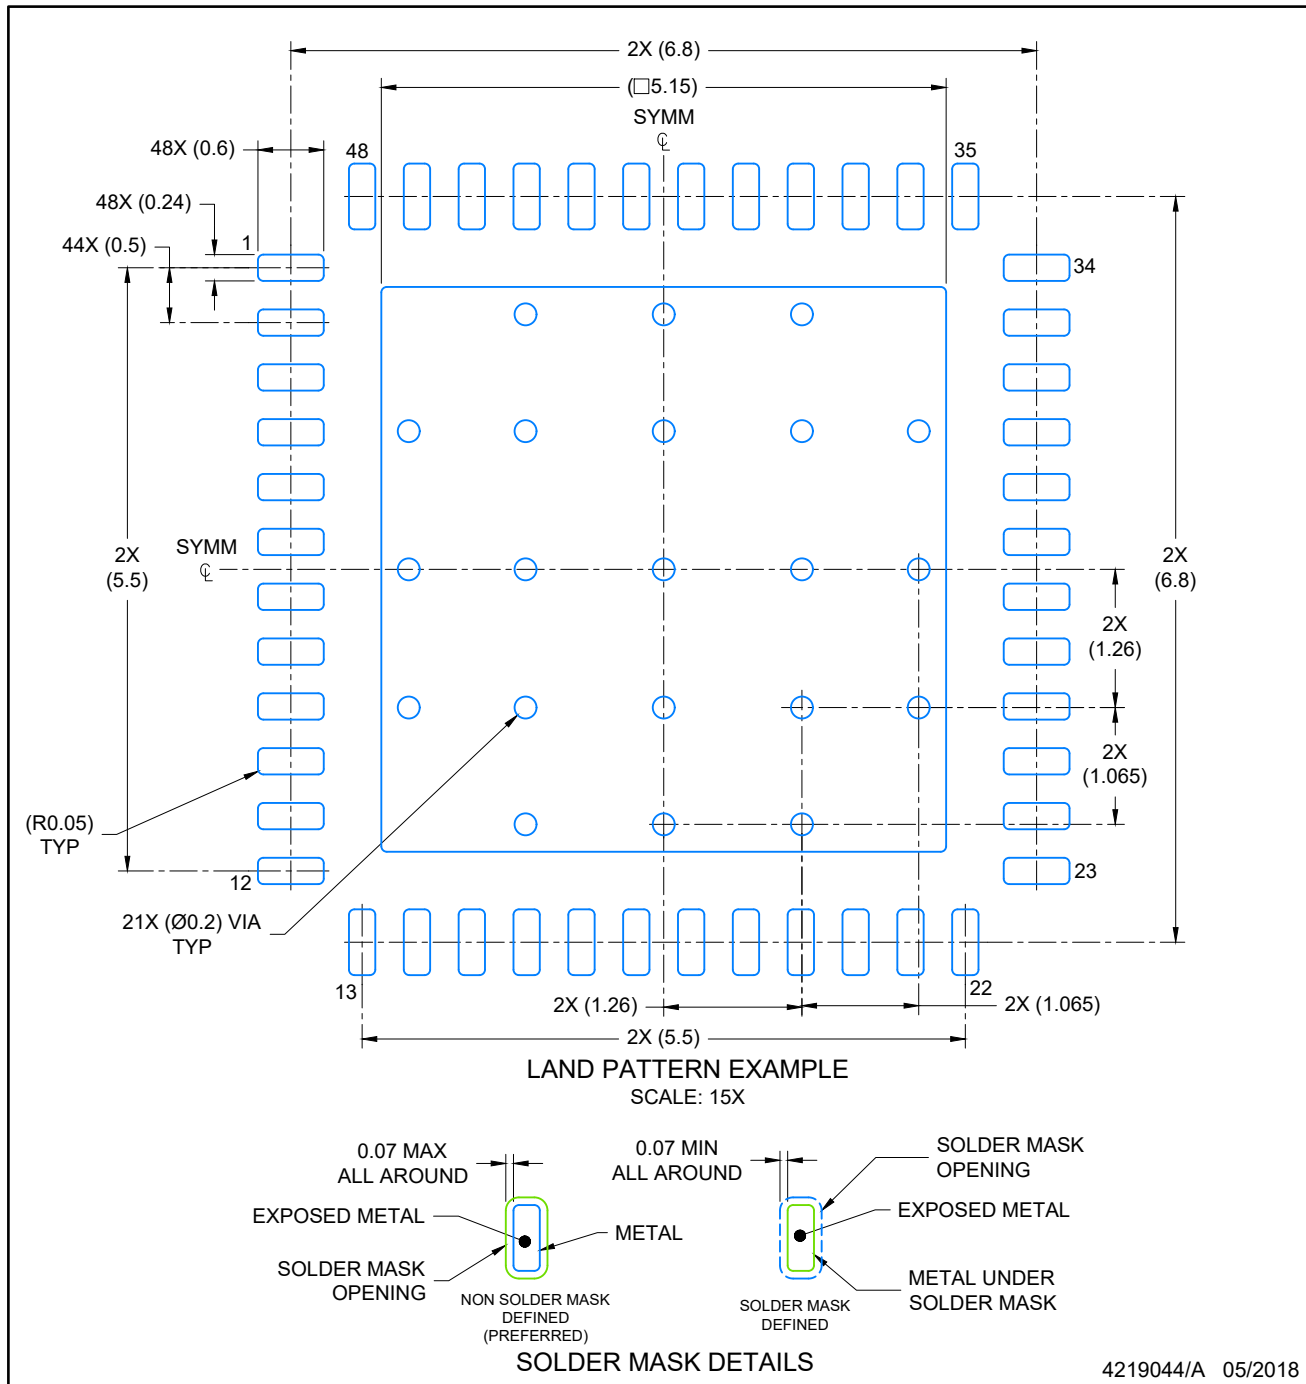 2X (6.8)
(□5.15)
SYMM
℄
48X (0.6)
48
35
48X (0.24)
44X (0.5)
1
34
SYMM
℄
2X
(5.5)
2X
(6.8)
2X
(1.26)
2X
(1.065)
(R0.05)
TYP
12
23
21X (Ø0.2) VIA
TYP
13
22
2X (1.26)
2X (1.065)
2X (5.5)
LAND PATTERN EXAMPLE
SCALE: 15X
0.07 MAX
ALL AROUND
EXPOSED METAL
METAL
SOLDER MASK
OPENING
NON SOLDER MASK
DEFINED
(PREFERRED)
0.07 MIN
ALL AROUND
SOLDER MASK
OPENING
EXPOSED METAL
METAL UNDER
SOLDER MASK
SOLDER MASK
DEFINED
SOLDER MASK DETAILS
4219044/A 05/2018